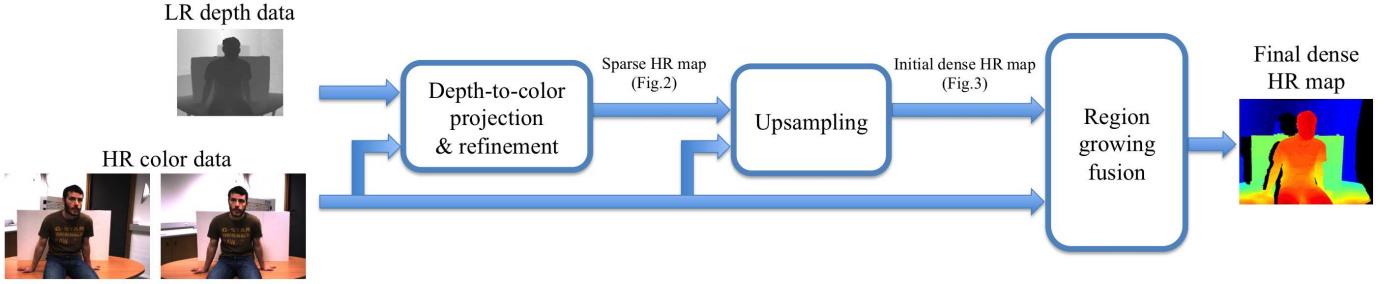 LR depth data
HR color data
Depth-to-color
projection
& refinement
Sparse HR map
(Fig.2)
Upsampling
Initial dense HR map
(Fig.3)
Region
growing
fusion
Final dense
HR map